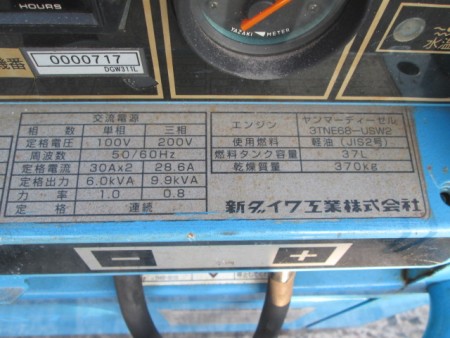 HOURS
YAZAKI METER
機番
0000717
DGW311L
水温
交流電源
相数 単相 三相
定格電圧 100V 200V
周波数 50/60Hz
定格電流 30Ax2 28.6A
定格出力 6.0kVA 9.9kVA
力率 1.0 0.8
定格 連続
エンジン ヤンマーディーゼル
3TNE68-USW2
使用燃料 軽油 (JIS2号)
燃料タンク容量 37L
乾燥質量 370kg
新ダイワ工業株式会社
− +